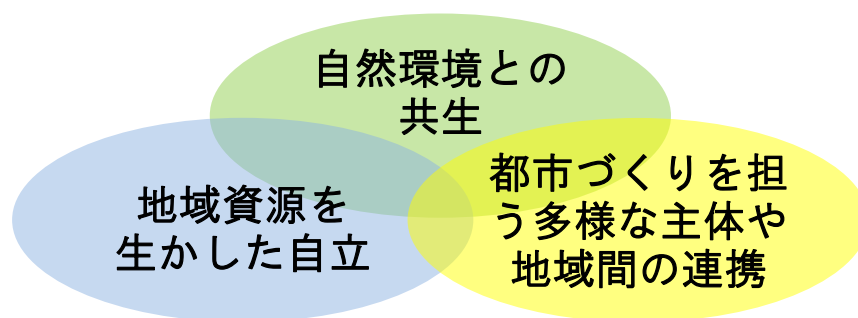 自然環境との
共生
地域資源を
生かした自立
都市づくりを担
う多様な主体や
地域間の連携